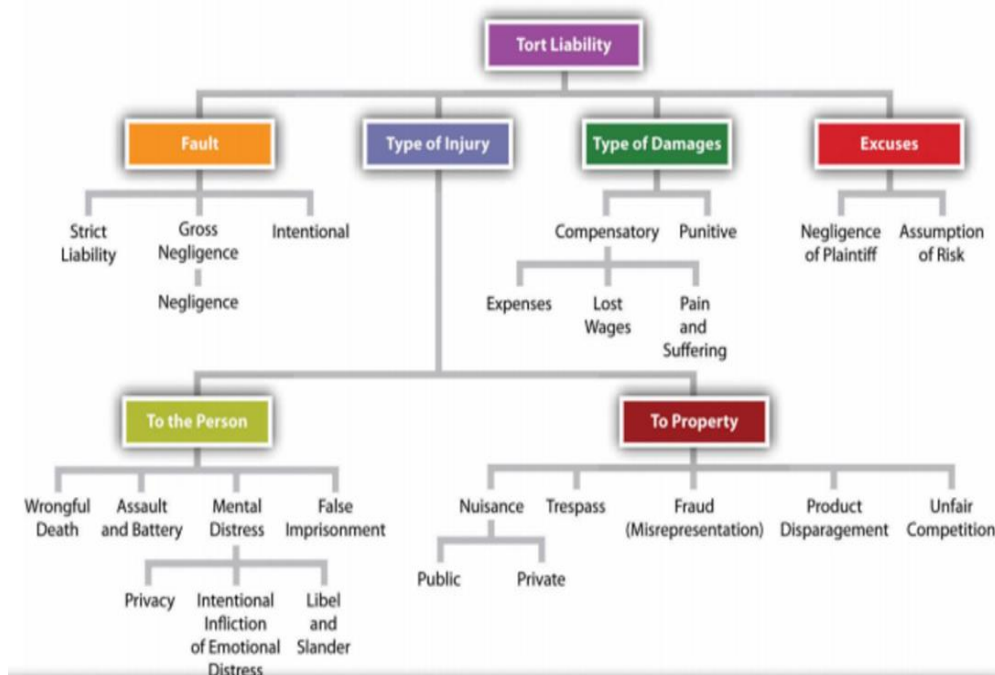 Tort Liability
Fault
Type of Injury
Type of Damages
Excuses
Strict
Liability
Gross
Negligence
Negligence
Intentional
Compensatory
Punitive
Expenses
Lost
Wages
Pain
and
Suffering
Negligence
of Plaintiff
Assumption
of Risk
To the Person
To Property
Wrongful
Death
Assault
and Battery
Mental
Distress
False
Imprisonment
Privacy
Intentional
Infliction
of Emotional
Distress
Libel
and
Slander
Nuisance
Trespass
Fraud
(Misrepresentation)
Product
Disparagement
Unfair
Competition
Public
Private